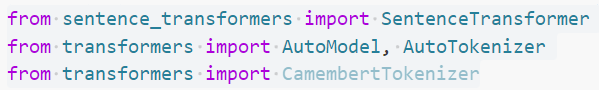 from sentence_transformers import SentenceTransformer
from transformers import AutoModel, AutoTokenizer
from transformers import CamembertTokenizer